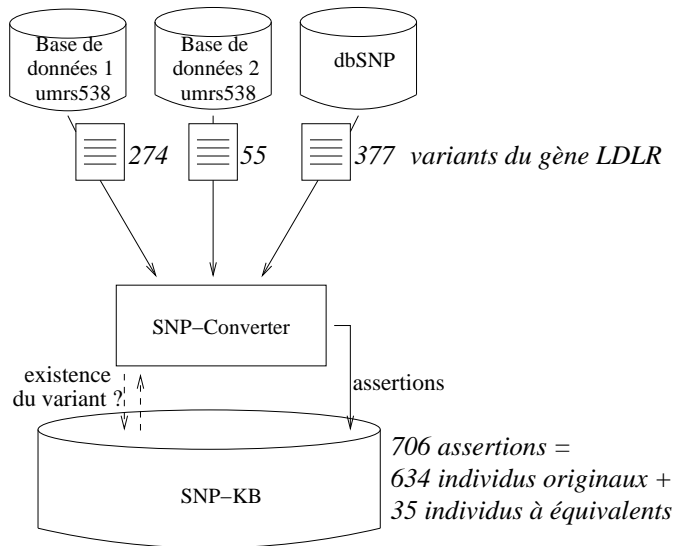 Base de
données 1
umrs538
Base de
données 2
umrs538
dbSNP
274
55
377 variants du gène LDLR
SNP−Converter
existence
du variant ?
assertions
SNP−KB
706 assertions =
634 individus originaux +
35 individus à équivalents